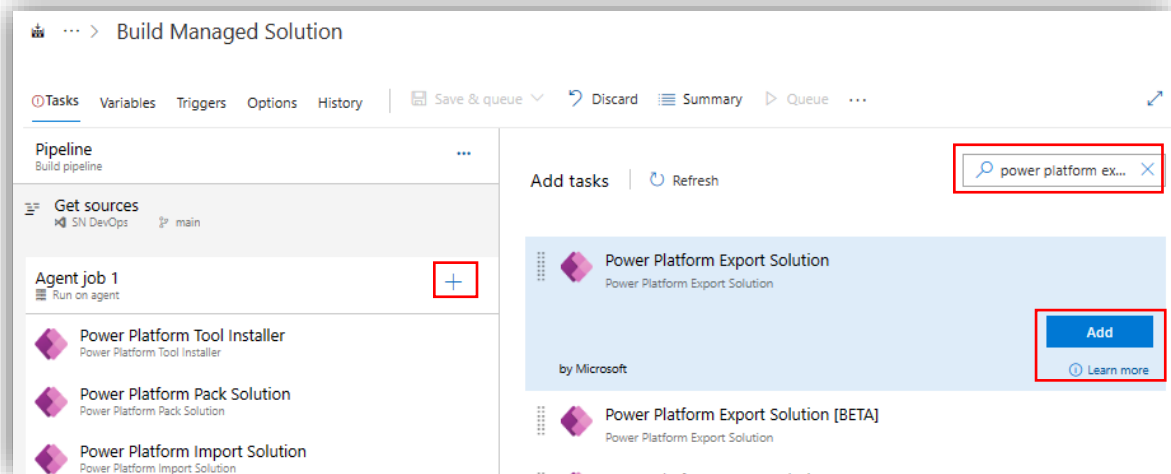 ... > Build Managed Solution
Tasks Variables Triggers Options History Save & queue Discard Summary Queue ...
Pipeline
Build pipeline
...
Get sources
SN DevOps main
Agent job 1
Run on agent
Power Platform Tool Installer
Power Platform Tool Installer
Power Platform Pack Solution
Power Platform Pack Solution
Power Platform Import Solution
Power Platform Import Solution
Add tasks Refresh
power platform ex...
Power Platform Export Solution
Power Platform Export Solution
Add
by Microsoft
Learn more
Power Platform Export Solution [BETA]
Power Platform Export Solution